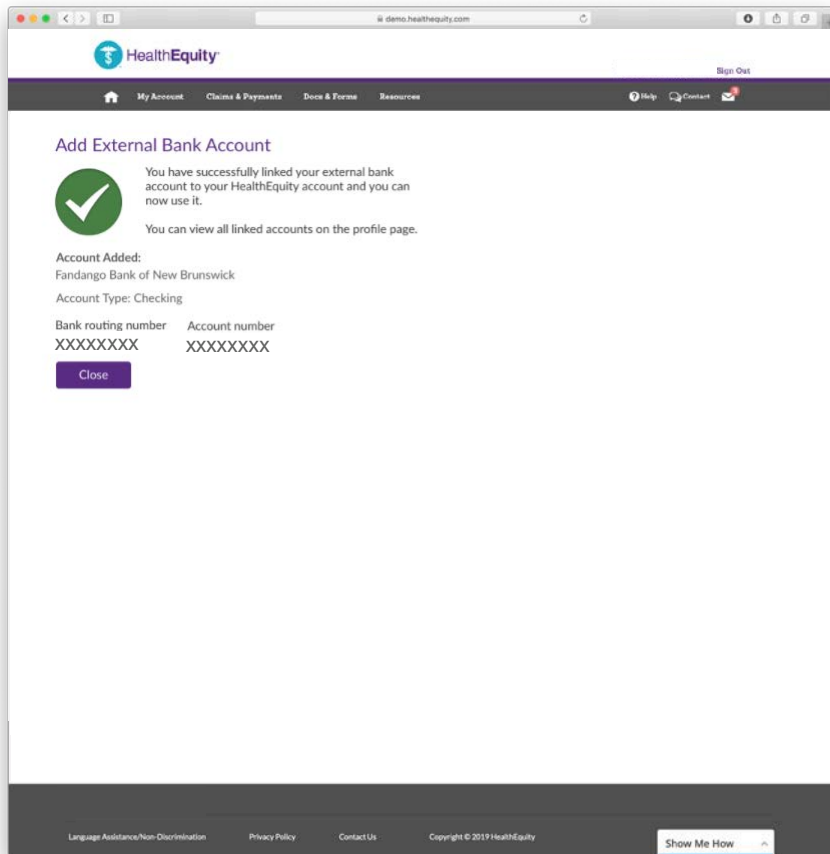 demo.healthequity.com
HealthEquity
Sign Out
My Account Claims & Payments Docs & Forms Resources Help Contact
Add External Bank Account
You have successfully linked your external bank
account to your HealthEquity account and you can
now use it.
You can view all linked accounts on the profile page.
Account Added:
Fandango Bank of New Brunswick
Account Type: Checking
Bank routing number Account number
XXXXXXXX XXXXXXXX
Close
Language Assistance/Non-Discrimination Privacy Policy Contact Us Copyright © 2019 HealthEquity
Show Me How